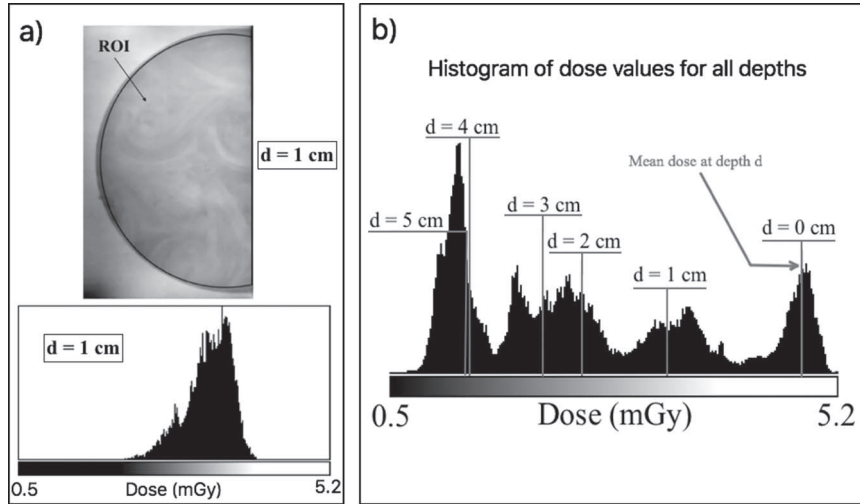 a)
ROI
d = 1 cm
d = 1 cm
0.5
Dose (mGy)
5.2
b)
Histogram of dose values for all depths
d = 4 cm
Mean dose at depth d
d = 3 cm
d = 5 cm
d = 0 cm
d = 2 cm
d = 1 cm
0.5
Dose (mGy)
5.2